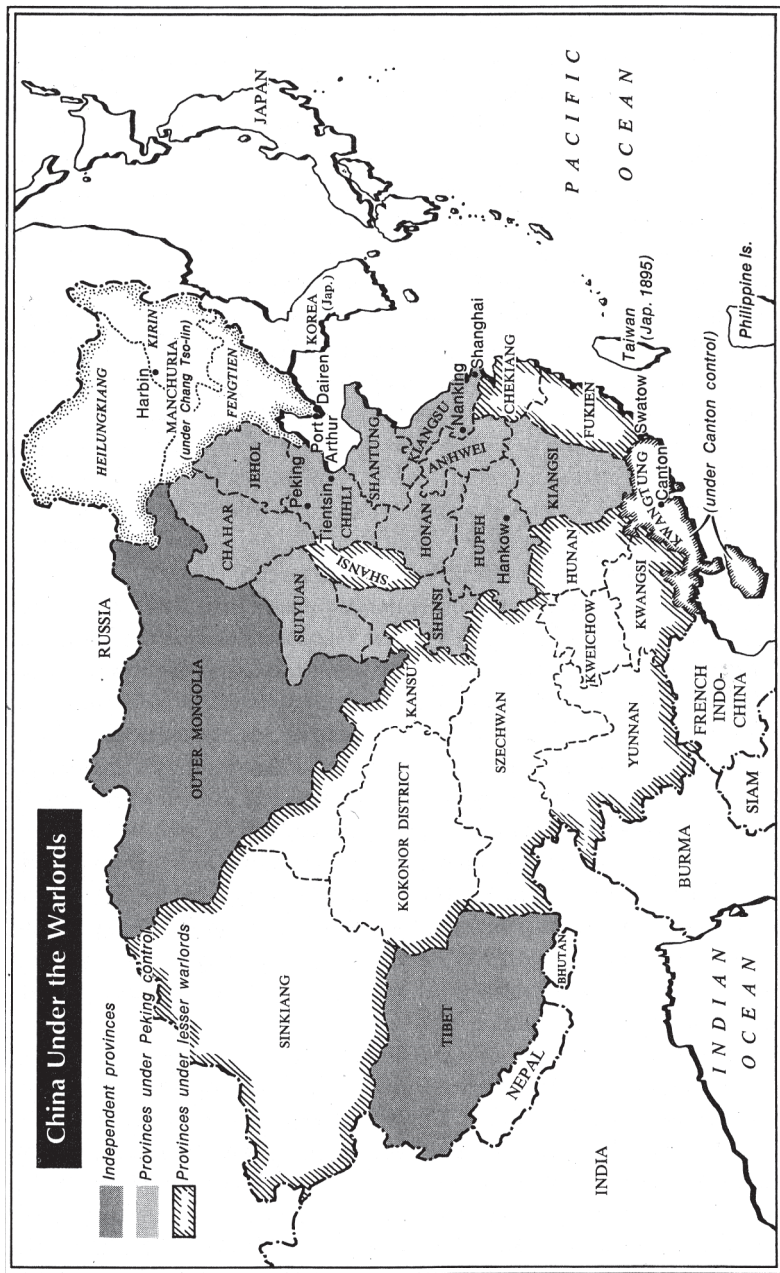 China Under the Warlords
Independent provinces
Provinces under Peking control
Provinces under lesser warlords
RUSSIA
OUTER MONGOLIA
SINKIANG
TIBET
NEPAL
BHUTAN
INDIA
INDIAN
OCEAN
BURMA
SIAM
FRENCH
INDO-
CHINA
KOKONOR DISTRICT
KANSU
SZECHWAN
YUNNAN
KWEICHOW
KWANGSI
HUNAN
SUIYUAN
CHAHAR
JEHOL
SHENSI
SHANSI
CHIHLI
Peking
Tientsin
HONAN
HUPEH
Hankow
SHANTUNG
KIANGSU
ANHWEI
Nanking
Shanghai
KIANGSI
CHEKIANG
FUKIEN
KWANGTUNG
Canton
Swatow
(under Canton control)
HEILUNGKIANG
Harbin
KIRIN
MANCHURIA
(under Chang Tso-lin)
FENGTIEN
Port
Arthur
Dairen
KOREA
(Jap.)
JAPAN
Taiwan
(Jap. 1895)
Philippine Is.
PACIFIC
OCEAN